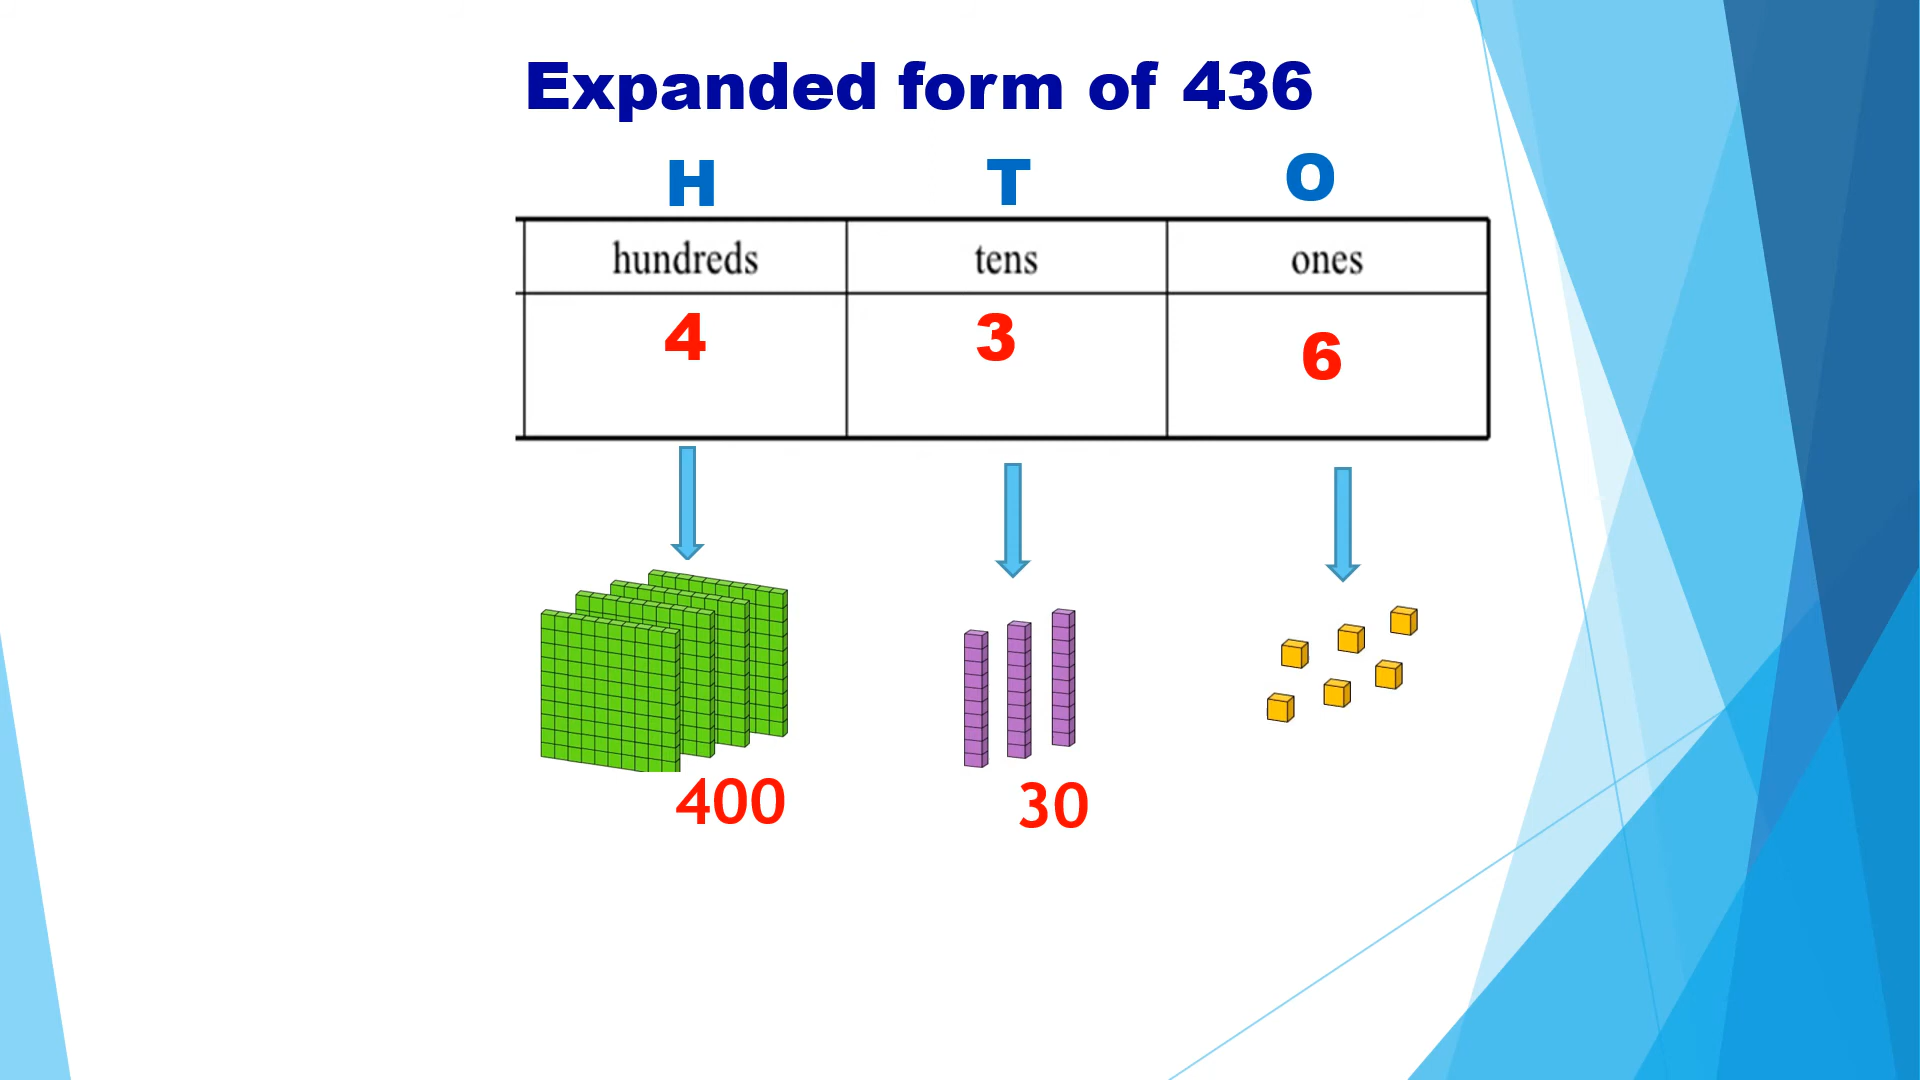 Expanded form of 436
H T O
hundreds tens ones
4 3 6
400 30